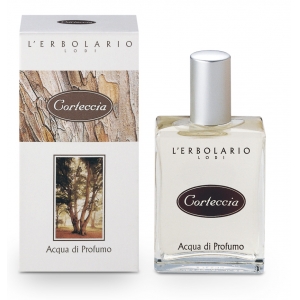 L'ERBOLARIO
LODI
Corteccia
Acqua di Profumo
L'ERBOLARIO
LODI
Corteccia
Acqua di Profumo